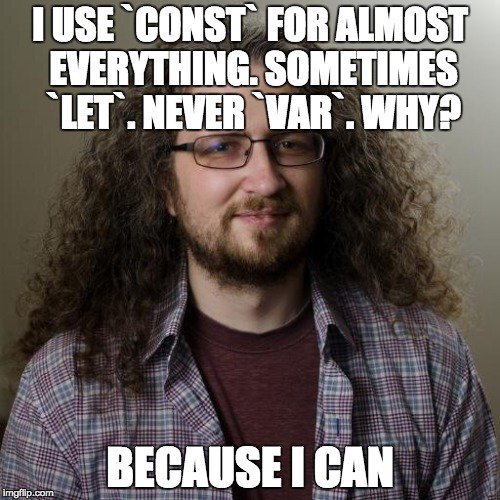 I USE `CONST` FOR ALMOST
EVERYTHING. SOMETIMES
`LET`. NEVER `VAR`. WHY?
BECAUSE I CAN
imgflip.com